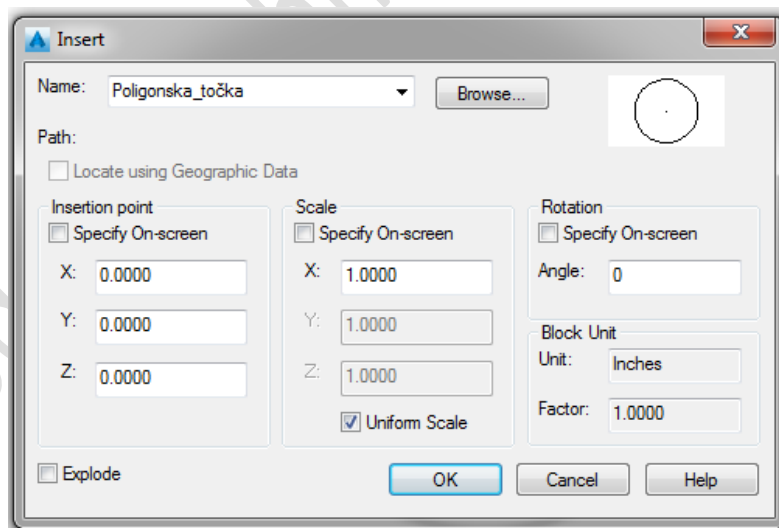 Insert
Name: Poligonska_točka Browse...
Path:
Locate using Geographic Data
Insertion point
Specify On-screen
X: 0.0000
Y: 0.0000
Z: 0.0000
Scale
Specify On-screen
X: 1.0000
Y: 1.0000
Z: 1.0000
Uniform Scale
Rotation
Specify On-screen
Angle: 0
Block Unit
Unit: Inches
Factor: 1.0000
Explode
OK Cancel Help